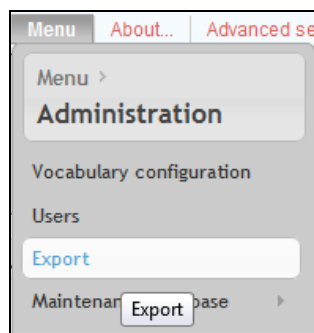 Menu About... Advanced se
Menu >
Administration
Vocabulary configuration
Users
Export
Maintenan base
Export